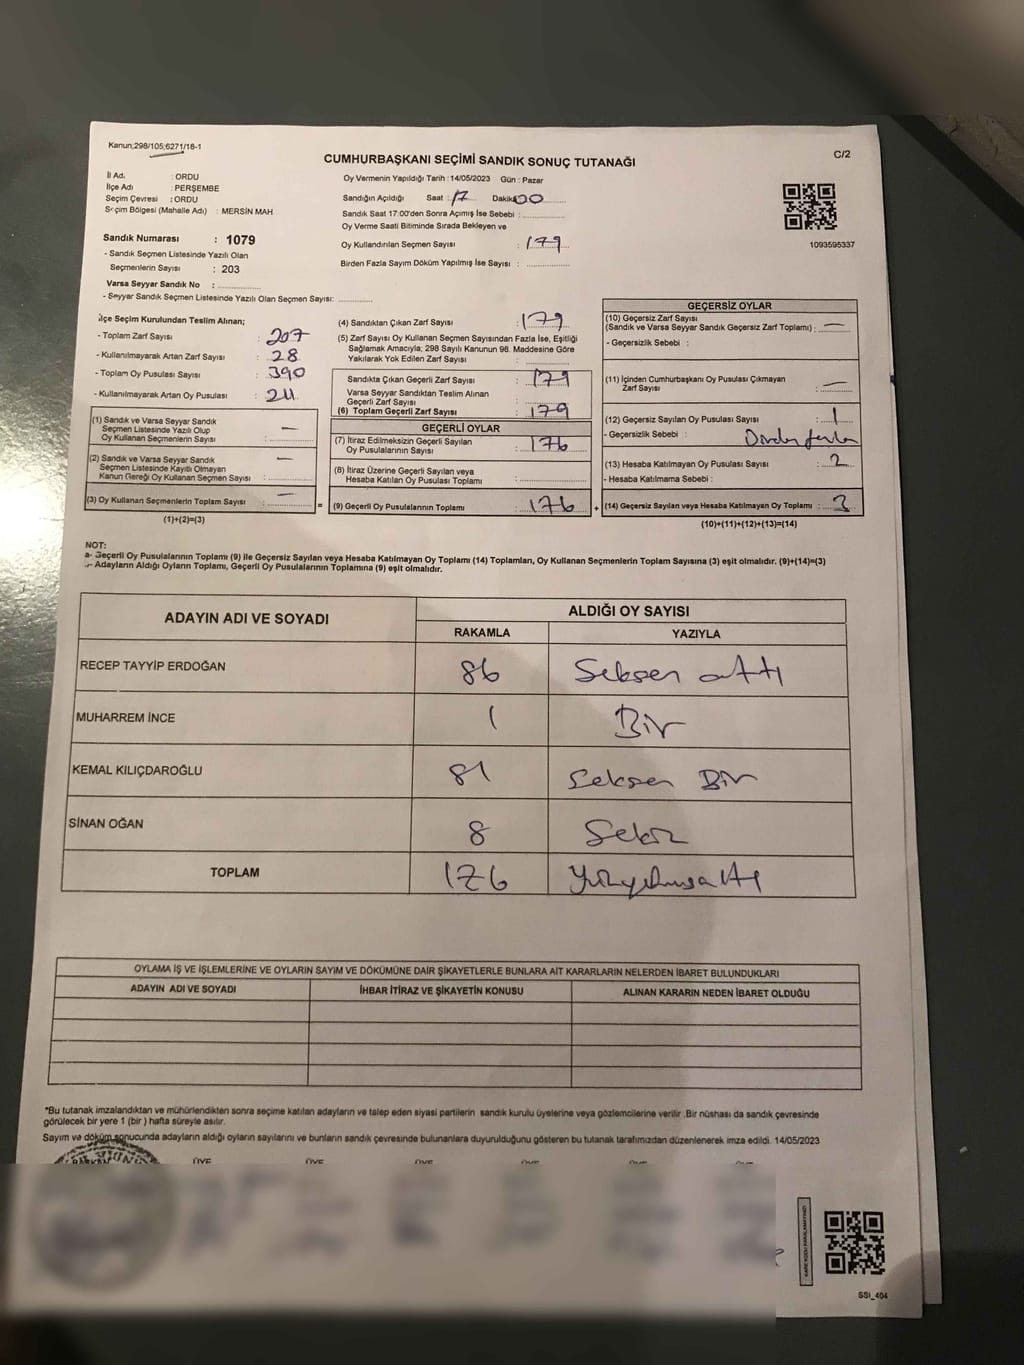 Kanun;298/105;6271/18-1
CUMHURBAŞKANI SEÇİMİ SANDIK SONUÇ TUTANAĞI
C/2
İl Adı : ORDU
İlçe Adı : PERŞEMBE
Seçim Çevresi : ORDU
Seçim Bölgesi (Mahalle Adı) : MERSİN MAH.
Sandık Numarası : 1079
- Sandık Seçmen Listesinde Yazılı Olan
Seçmenlerin Sayısı : 203
Varsa Seyyar Sandık No :
- Seyyar Sandık Seçmen Listesinde Yazılı Olan Seçmen Sayısı:
Oy Vermenin Yapıldığı Tarih :14/05/2023 Gün : Pazar
Sandığın Açıldığı Saat : 17 Dakika 00
Sandık Saat 17:00'den Sonra Açımış İse Sebebi :
Oy Verme Saati Bitiminde Sırada Bekleyen ve
Oy Kullandırılan Seçmen Sayısı : 179
Birden Fazla Sayım Döküm Yapılmış İse Sayısı :
1093595337
İlçe Seçim Kurulundan Teslim Alınan;
- Toplam Zarf Sayısı : 207
- Kullanılmayarak Artan Zarf Sayısı : 28
- Toplam Oy Pusulası Sayısı : 390
- Kullanılmayarak Artan Oy Pusulası : 211
(1) Sandık ve Varsa Seyyar Sandık
Seçmen Listesinde Yazılı Olup
Oy Kullanan Seçmenlerin Sayısı : —
(2) Sandık ve Varsa Seyyar Sandık
Seçmen Listesinde Kayıtlı Olmayan
Kanun Gereği Oy Kullanan Seçmen Sayısı : —
(3) Oy Kullanan Seçmenlerin Toplam Sayısı : —
(1)+(2)=(3)
=
(4) Sandıktan Çıkan Zarf Sayısı : 179
(5) Zarf Sayısı Oy Kullanan Seçmen Sayısından Fazla İse, Eşitliği
Sağlamak Amacıyla, 298 Sayılı Kanunun 98. Maddesine Göre
Yakılarak Yok Edilen Zarf Sayısı :
Sandıkta Çıkan Geçerli Zarf Sayısı : 179
Varsa Seyyar Sandıktan Teslim Alınan
Geçerli Zarf Sayısı :
(6) Toplam Geçerli Zarf Sayısı : 179
GEÇERLİ OYLAR
(7) İtiraz Edilmeksizin Geçerli Sayılan
Oy Pusulalarının Sayısı : 176
(8) İtiraz Üzerine Geçerli Sayılan veya
Hesaba Katılan Oy Pusulası Toplamı :
(9) Geçerli Oy Pusulalarının Toplamı : 176
+
GEÇERSİZ OYLAR
(10) Geçersiz Zarf Sayısı
(Sandık ve Varsa Seyyar Sandık Geçersiz Zarf Toplamı) : —
- Geçersizlik Sebebi :
(11) İçinden Cumhurbaşkanı Oy Pusulası Çıkmayan
Zarf Sayısı : —
(12) Geçersiz Sayılan Oy Pusulası Sayısı : 1
- Geçersizlik Sebebi :
(13) Hesaba Katılmayan Oy Pusulası Sayısı : 2
- Hesaba Katılmama Sebebi :
(14) Geçersiz Sayılan veya Hesaba Katılmayan Oy Toplamı : 3
(10)+(11)+(12)+(13)=(14)
NOT:
a- Geçerli Oy Pusulalarının Toplamı (9) ile Geçersiz Sayılan veya Hesaba Katılmayan Oy Toplamı (14) Toplamları, Oy Kullanan Seçmenlerin Toplam Sayısına (3) eşit olmalıdır. (9)+(14)=(3)
- Adayların Aldığı Oyların Toplamı, Geçerli Oy Pusulalarının Toplamına (9) eşit olmalıdır.
ADAYIN ADI VE SOYADI
ALDIĞI OY SAYISI
RAKAMLA YAZIYLA
RECEP TAYYİP ERDOĞAN 86 Seksen altı
MUHARREM İNCE 1 Bir
KEMAL KILIÇDAROĞLU 81 Seksen Bir
SİNAN OĞAN 8 Sekiz
TOPLAM 176 Yüzyetmişaltı
OYLAMA İŞ VE İŞLEMLERİNE VE OYLARIN SAYIM VE DÖKÜMÜNE DAİR ŞİKAYETLERLE BUNLARA AİT KARARLARIN NELERDEN İBARET BULUNDUKLARI
ADAYIN ADI VE SOYADI İHBAR İTİRAZ VE ŞİKAYETİN KONUSU ALINAN KARARIN NEDEN İBARET OLDUĞU
*Bu tutanak imzalandıktan ve mühürlendikten sonra seçime katılan adayların ve talep eden siyasi partilerin sandık kurulu üyelerine veya gözlemcilerine verilir .Bir nüshası da sandık çevresinde
görülecek bir yere 1 (bir ) hafta süreyle asılır.
Sayım ve döküm sonucunda adayların aldığı oyların sayılarını ve bunların sandık çevresinde bulunanlara duyurulduğunu gösteren bu tutanak tarafımızdan düzenlenerek imza edildi. 14/05/2023
BAŞKAN ÜYE ÜYE ÜYE ÜYE ÜYE ÜYE
SSI_404